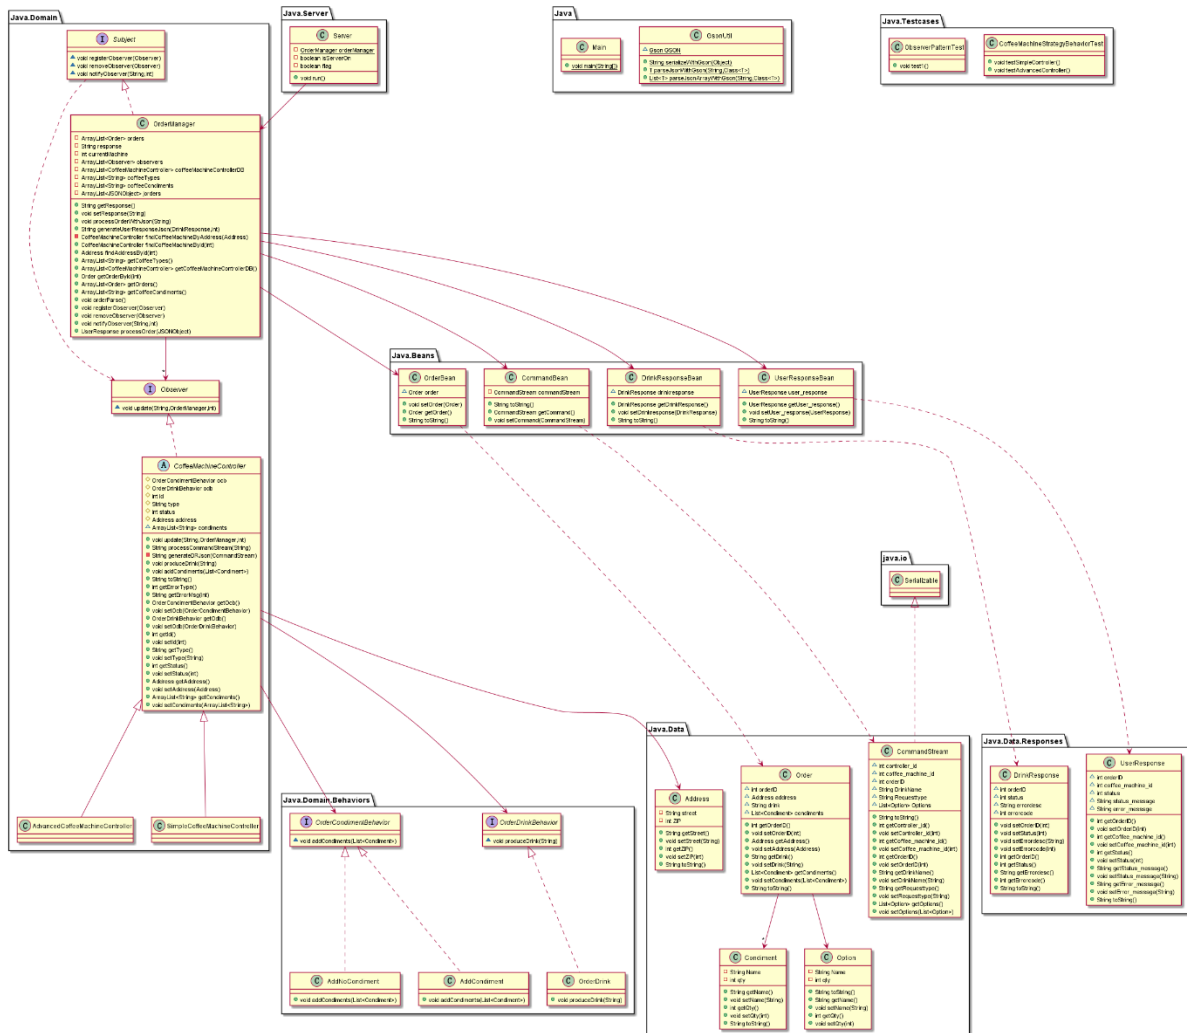 Java.Domain
I Subject
void registerObserver(Observer)
void removeObserver(Observer)
void notifyObserver(String,int)
C OrderManager
ArrayList<Order> orders
String response
int currentMachine
ArrayList<Observer> observers
ArrayList<CoffeeMachineController> coffeeMachineControllerDB
ArrayList<String> coffeeTypes
ArrayList<String> coffeeCondiments
ArrayList<JSONObject> jorders
String getResponse()
void setResponse(String)
void processOrderWithJson(String)
String generateUserResponseJson(DrinkResponse,int)
CoffeeMachineController findCoffeeMachineByAddress(Address)
CoffeeMachineController findCoffeeMachineById(int)
Address findAddressById(int)
ArrayList<String> getCoffeeTypes()
ArrayList<CoffeeMachineController> getCoffeeMachineControllerDB()
Order getOrderById(int)
ArrayList<Order> getOrders()
ArrayList<String> getCoffeeCondiments()
void orderParse()
void registerObserver(Observer)
void removeObserver(Observer)
void notifyObserver(String,int)
UserResponse processOrder(JSONObject)
*
I Observer
void update(String,OrderManager,int)
A CoffeeMachineController
OrderCondimentBehavior ocb
OrderDrinkBehavior odb
int id
String type
int status
Address address
ArrayList<String> condiments
void update(String,OrderManager,int)
String processCommandStream(String)
String generateDRJson(CommandStream)
void produceDrink(String)
void addCondiments(List<Condiment>)
String toString()
int getErrorType()
String getErrorMsg(int)
OrderCondimentBehavior getOcb()
void setOcb(OrderCondimentBehavior)
OrderDrinkBehavior getOdb()
void setOdb(OrderDrinkBehavior)
int getId()
void setId(int)
String getType()
void setType(String)
int getStatus()
void setStatus(int)
Address getAddress()
void setAddress(Address)
ArrayList<String> getCondiments()
void setCondiments(ArrayList<String>)
C AdvancedCoffeeMachineController
C SimpleCoffeeMachineController
Java.Server
C Server
OrderManager orderManager
boolean isServerOn
boolean flag
void run()
Java
C Main
void main(String[])
C GsonUtil
Gson GSON
String serializeWithGson(Object)
T parseJsonWithGson(String,Class<T>)
List<T> parseJsonArrayWithGson(String,Class<T>)
Java.Testcases
C ObserverPatternTest
void test1()
C CoffeeMachineStrategyBehaviorTest
void testSimpleController()
void testAdvancedController()
Java.Beans
C OrderBean
Order order
void setOrder(Order)
Order getOrder()
String toString()
C CommandBean
CommandStream commandStream
String toString()
CommandStream getCommand()
void setCommand(CommandStream)
C DrinkResponseBean
DrinkResponse drinkresponse
DrinkResponse getDrinkResponse()
void setDrinkresponse(DrinkResponse)
String toString()
C UserResponseBean
UserResponse user_response
UserResponse getUser_response()
void setUser_response(UserResponse)
String toString()
java.io
C Serializable
Java.Domain.Behaviors
I OrderCondimentBehavior
void addCondiments(List<Condiment>)
I OrderDrinkBehavior
void produceDrink(String)
C AddNoCondiment
void addCondiments(List<Condiment>)
C AddCondiment
void addCondiments(List<Condiment>)
C OrderDrink
void produceDrink(String)
Java.Data
C Address
String street
int ZIP
String getStreet()
void setStreet(String)
int getZIP()
void setZIP(int)
String toString()
C Order
int orderID
Address address
String drink
List<Condiment> condiments
int getOrderID()
void setOrderID(int)
Address getAddress()
void setAddress(Address)
String getDrink()
void setDrink(String)
List<Condiment> getCondiments()
void setCondiments(List<Condiment>)
String toString()
C CommandStream
int controller_id
int coffee_machine_id
int orderID
String DrinkName
String Requesttype
List<Option> Options
String toString()
int getController_id()
void setController_id(int)
int getCoffee_machine_id()
void setCoffee_machine_id(int)
int getOrderID()
void setOrderID(int)
String getDrinkName()
void setDrinkName(String)
String getRequesttype()
void setRequesttype(String)
List<Option> getOptions()
void setOptions(List<Option>)
*
C Condiment
String Name
int qty
String getName()
void setName(String)
int getQty()
void setQty(int)
String toString()
C Option
String Name
int qty
String toString()
String getName()
void setName(String)
int getQty()
void setQty(int)
Java.Data.Responses
C DrinkResponse
int orderID
int status
String errordesc
int errorcode
void setOrderID(int)
void setStatus(int)
void setErrordesc(String)
void setErrorcode(int)
int getOrderID()
int getStatus()
String getErrordesc()
int getErrorcode()
String toString()
C UserResponse
int orderID
int coffee_machine_id
int status
String status_message
String error_message
int getOrderID()
void setOrderID(int)
int getCoffee_machine_id()
void setCoffee_machine_id(int)
int getStatus()
void setStatus(int)
String getStatus_message()
void setStatus_message(String)
String getError_message()
void setError_message(String)
String toString()